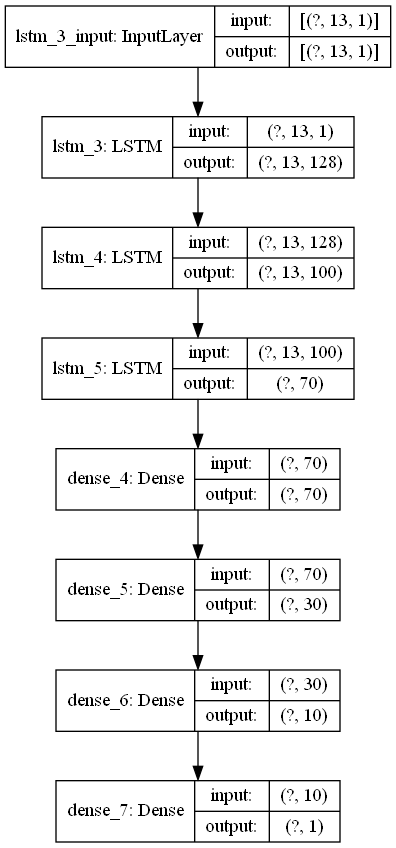 lstm_3_input: InputLayer
input:
[(?, 13, 1)]
output:
[(?, 13, 1)]
lstm_3: LSTM
input:
(?, 13, 1)
output:
(?, 13, 128)
lstm_4: LSTM
input:
(?, 13, 128)
output:
(?, 13, 100)
lstm_5: LSTM
input:
(?, 13, 100)
output:
(?, 70)
dense_4: Dense
input:
(?, 70)
output:
(?, 70)
dense_5: Dense
input:
(?, 70)
output:
(?, 30)
dense_6: Dense
input:
(?, 30)
output:
(?, 10)
dense_7: Dense
input:
(?, 10)
output:
(?, 1)